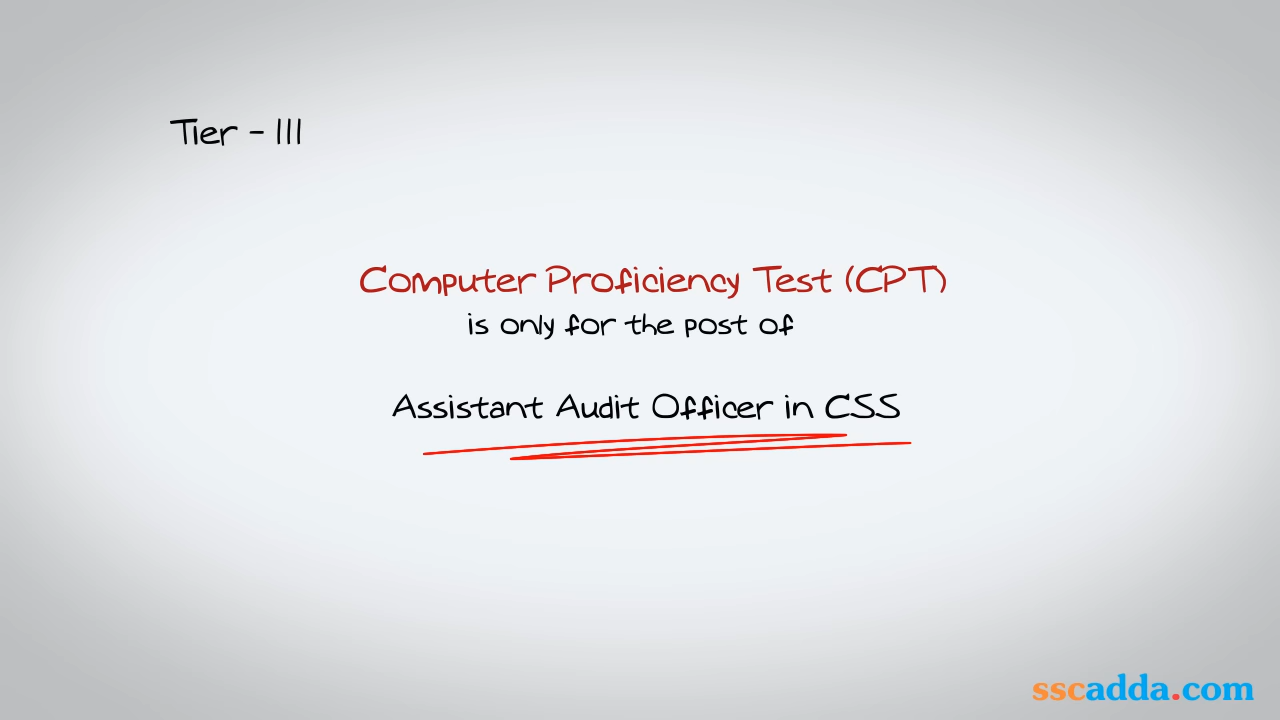 Tier - III
Computer Proficiency Test (CPT)
is only for the post of
Assistant Audit Officer in CSS
sscadda.com